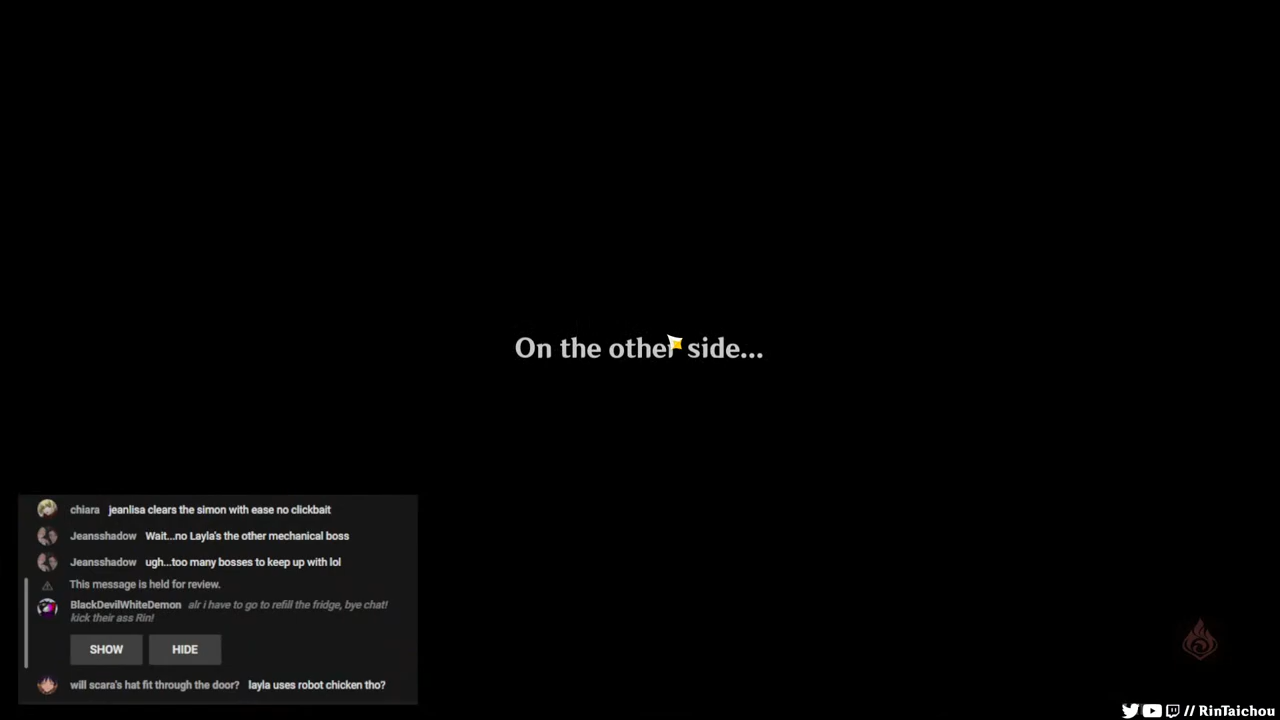 On the other side...
chiara jeanlisa clears the simon with ease no clickbait
Jeansshadow Wait...no Layla's the other mechanical boss
Jeansshadow ugh...too many bosses to keep up with lol
This message is held for review.
BlackDevilWhiteDemon alr i have to go to refill the fridge, bye chat!
kick their ass Rin!
SHOW HIDE
will scara's hat fit through the door? layla uses robot chicken tho?
// RinTaichou